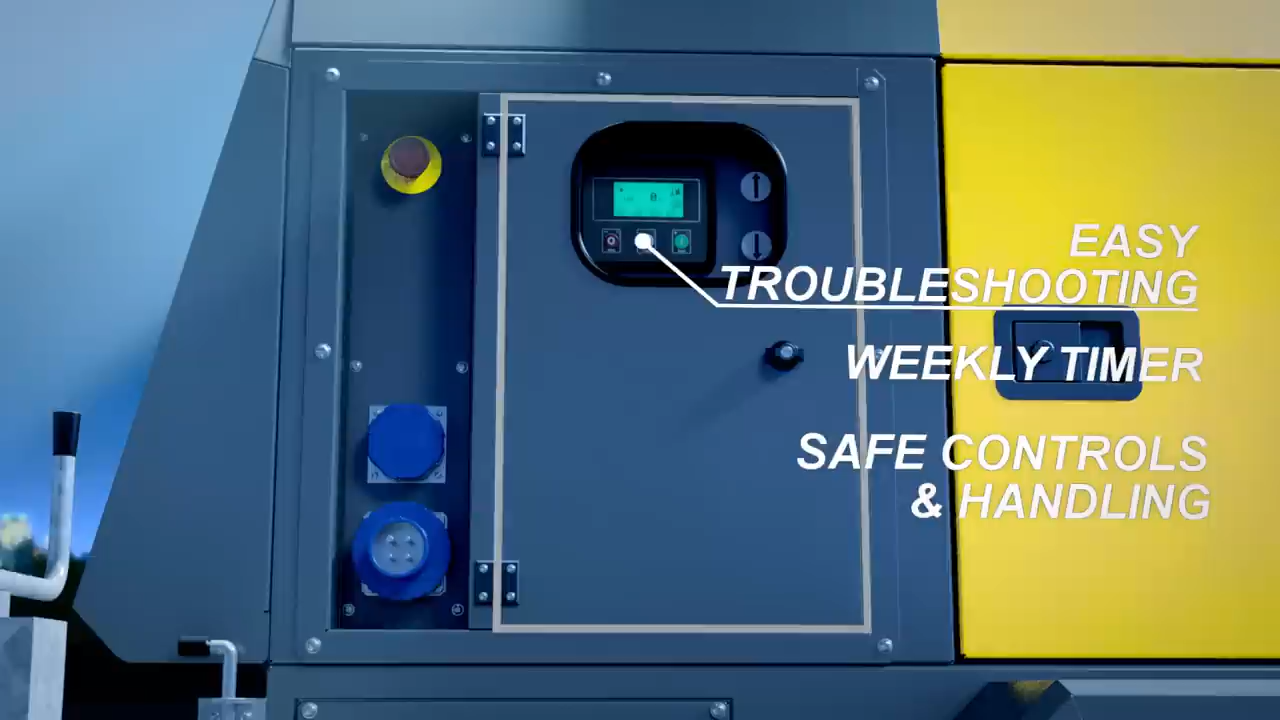 EASY
TROUBLESHOOTING
WEEKLY TIMER
SAFE CONTROLS
& HANDLING